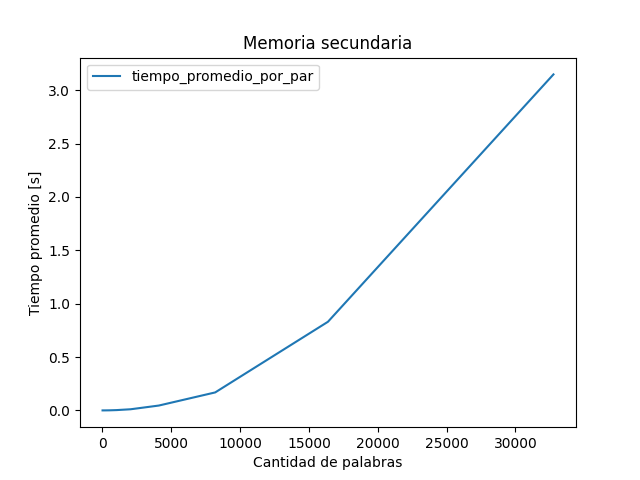 Memoria secundaria
tiempo_promedio_por_par
Tiempo promedio [s]
3.0
2.5
2.0
1.5
1.0
0.5
0.0
0 5000 10000 15000 20000 25000 30000
Cantidad de palabras